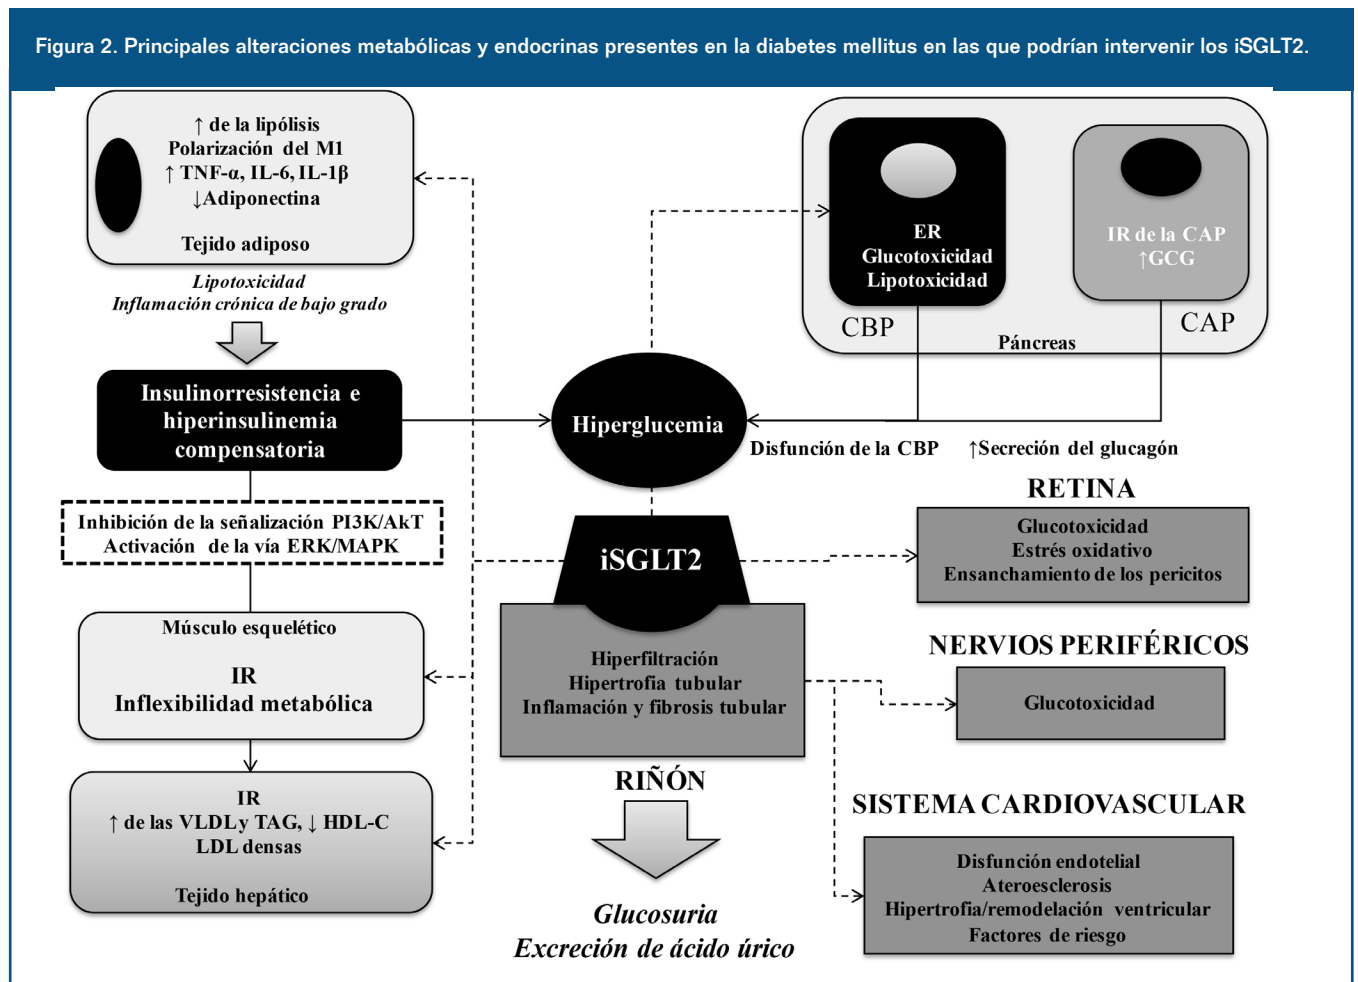 Figura 2. Principales alteraciones metabólicas y endocrinas presentes en la diabetes mellitus en las que podrían intervenir los iSGLT2.
↑ de la lipólisis
Polarización del M1
↑ TNF-α, IL-6, IL-1β
↓Adiponectina
Tejido adiposo
Lipotoxicidad
Inflamación crónica de bajo grado
Insulinorresistencia e
hiperinsulinemia
compensatoria
Inhibición de la señalización PI3K/AkT
Activación de la vía ERK/MAPK
Músculo esquelético
IR
Inflexibilidad metabólica
IR
↑ de las VLDL y TAG, ↓ HDL-C
LDL densas
Tejido hepático
ER
Glucotoxicidad
Lipotoxicidad
CBP
IR de la CAP
↑GCG
CAP
Páncreas
Hiperglucemia
Disfunción de la CBP
↑Secreción del glucagón
iSGLT2
Hiperfiltración
Hipertrofia tubular
Inflamación y fibrosis tubular
RIÑÓN
Glucosuria
Excreción de ácido úrico
RETINA
Glucotoxicidad
Estrés oxidativo
Ensanchamiento de los pericitos
NERVIOS PERIFÉRICOS
Glucotoxicidad
SISTEMA CARDIOVASCULAR
Disfunción endotelial
Ateroesclerosis
Hipertrofia/remodelación ventricular
Factores de riesgo